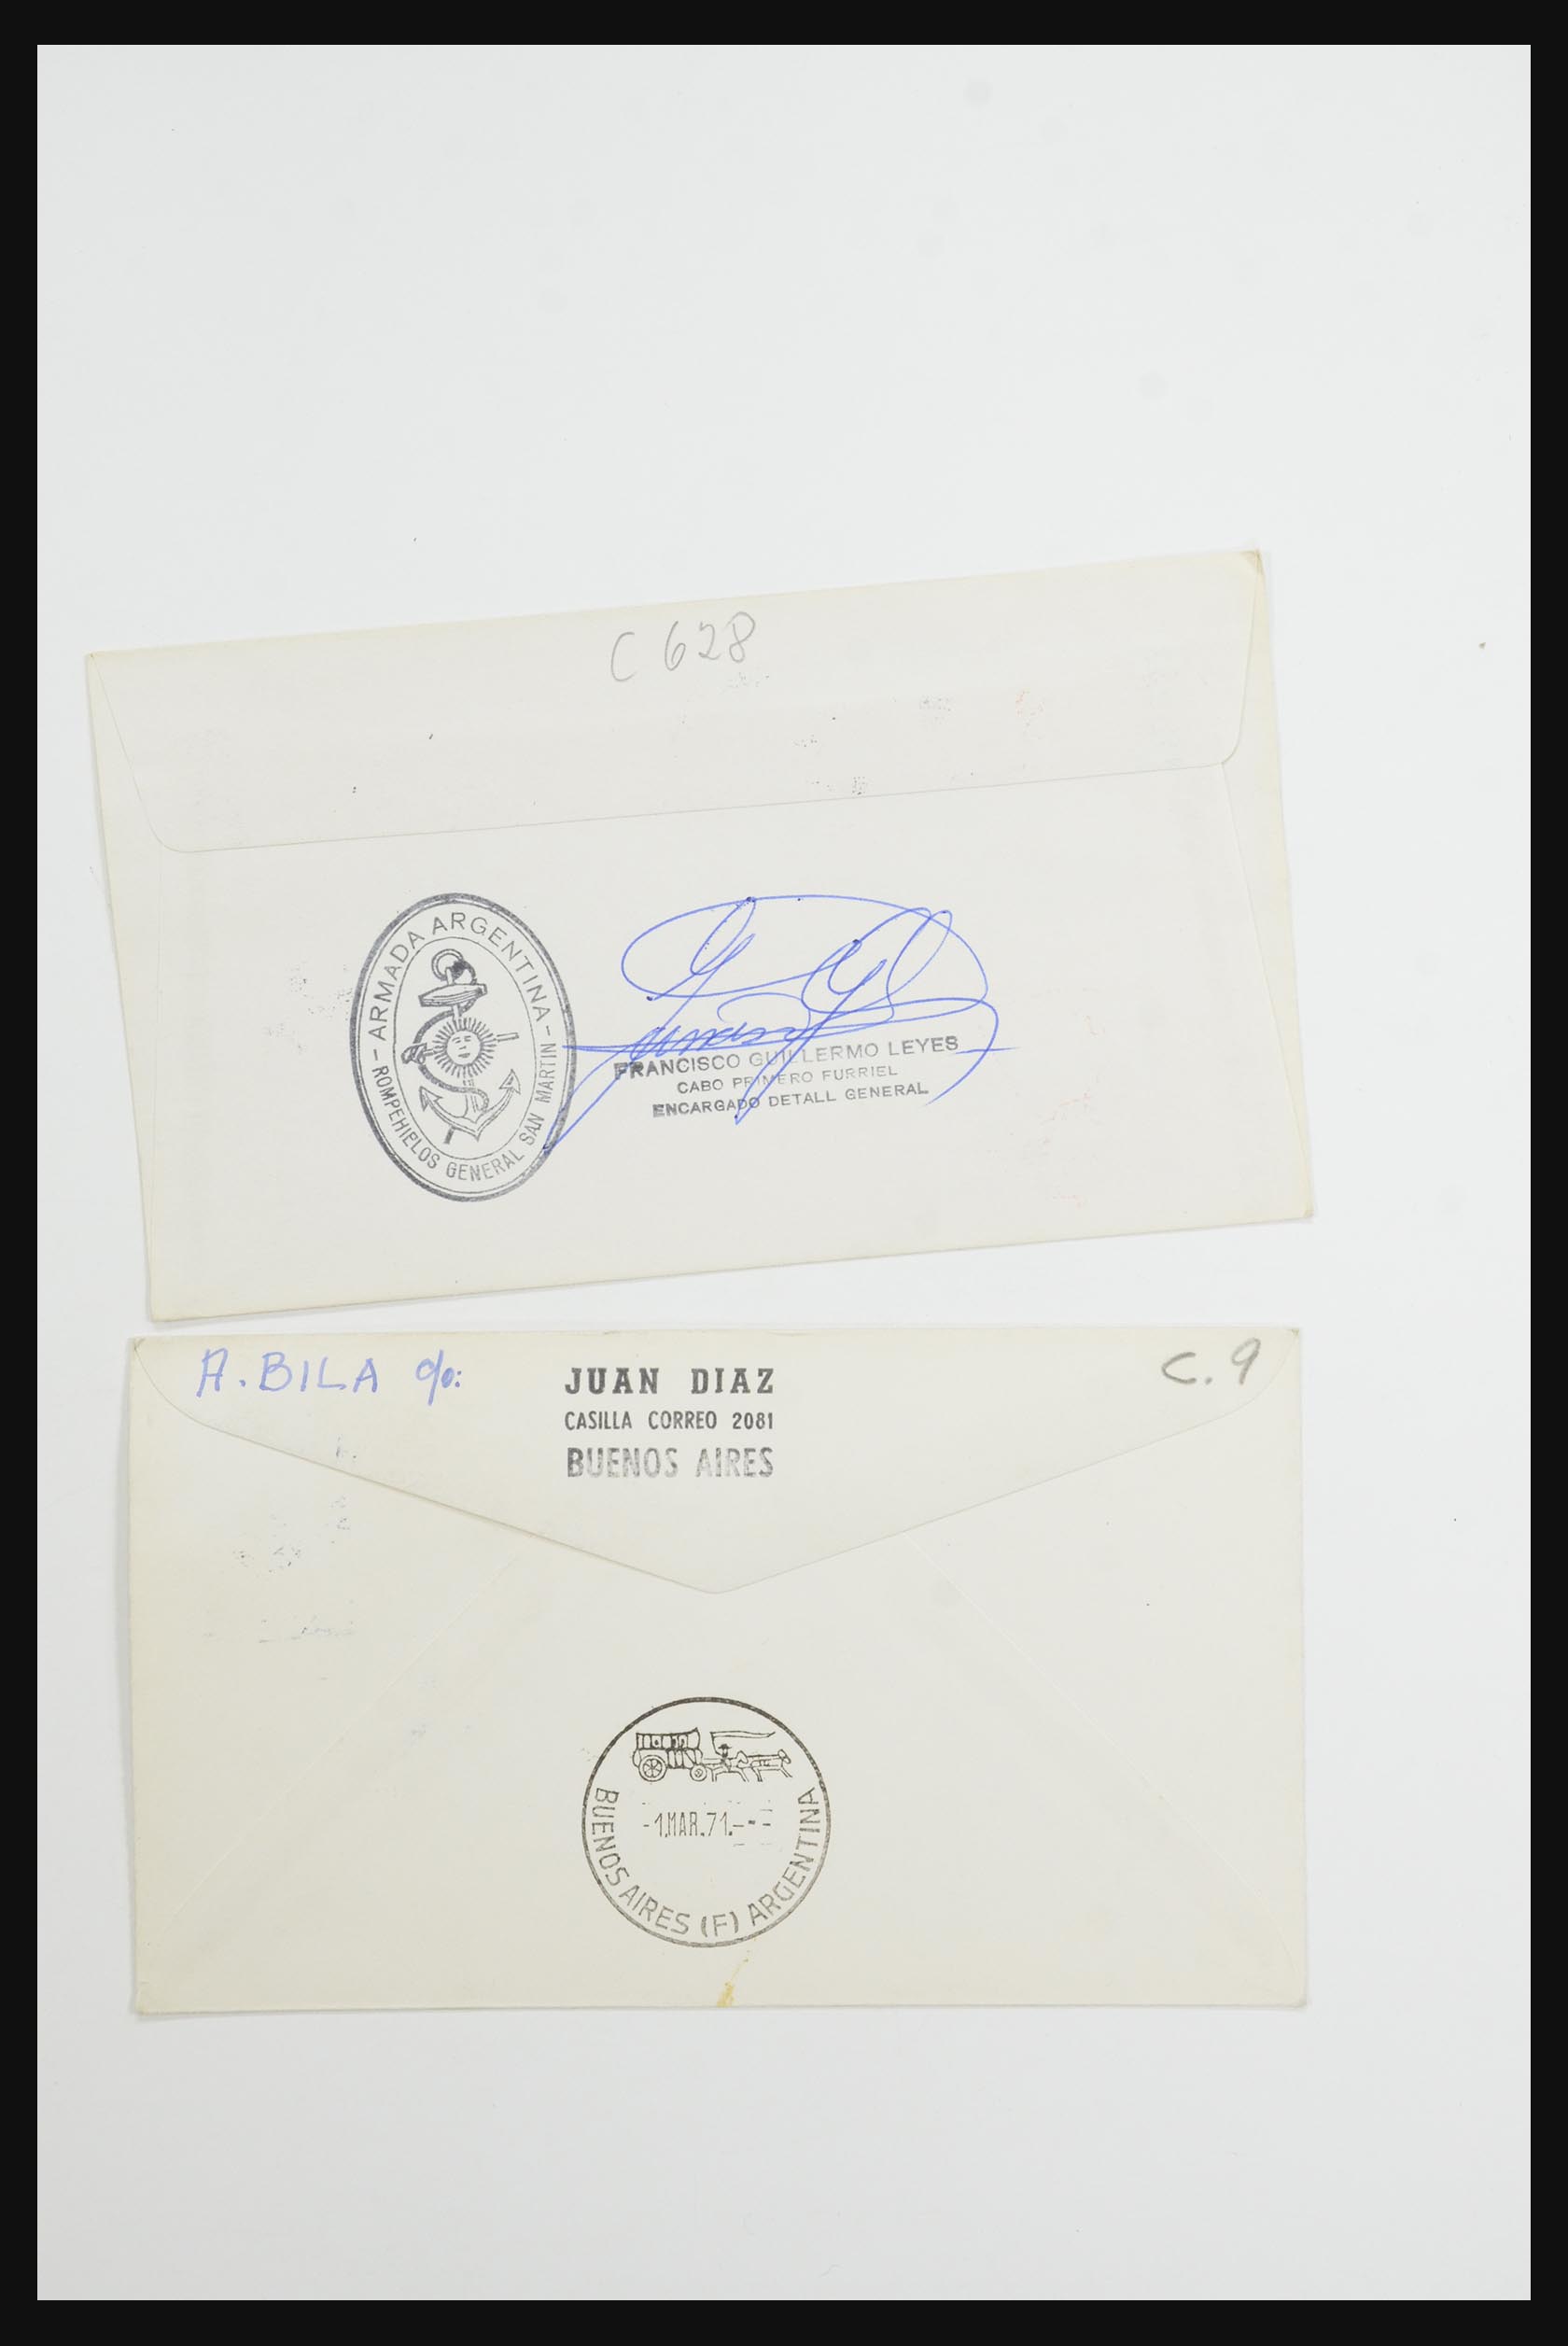 C 628
- ARMADA ARGENTINA -
ROMPEHIELOS GENERAL SAN MARTIN
FRANCISCO GUILLERMO LEYES
CABO PRIMERO FURRIEL
ENCARGADO DETALL GENERAL
A. BILA c/o:
JUAN DIAZ
CASILLA CORREO 2081
BUENOS AIRES
C. 9
-1.MAR.71.--
BUENOS AIRES (F) ARGENTINA